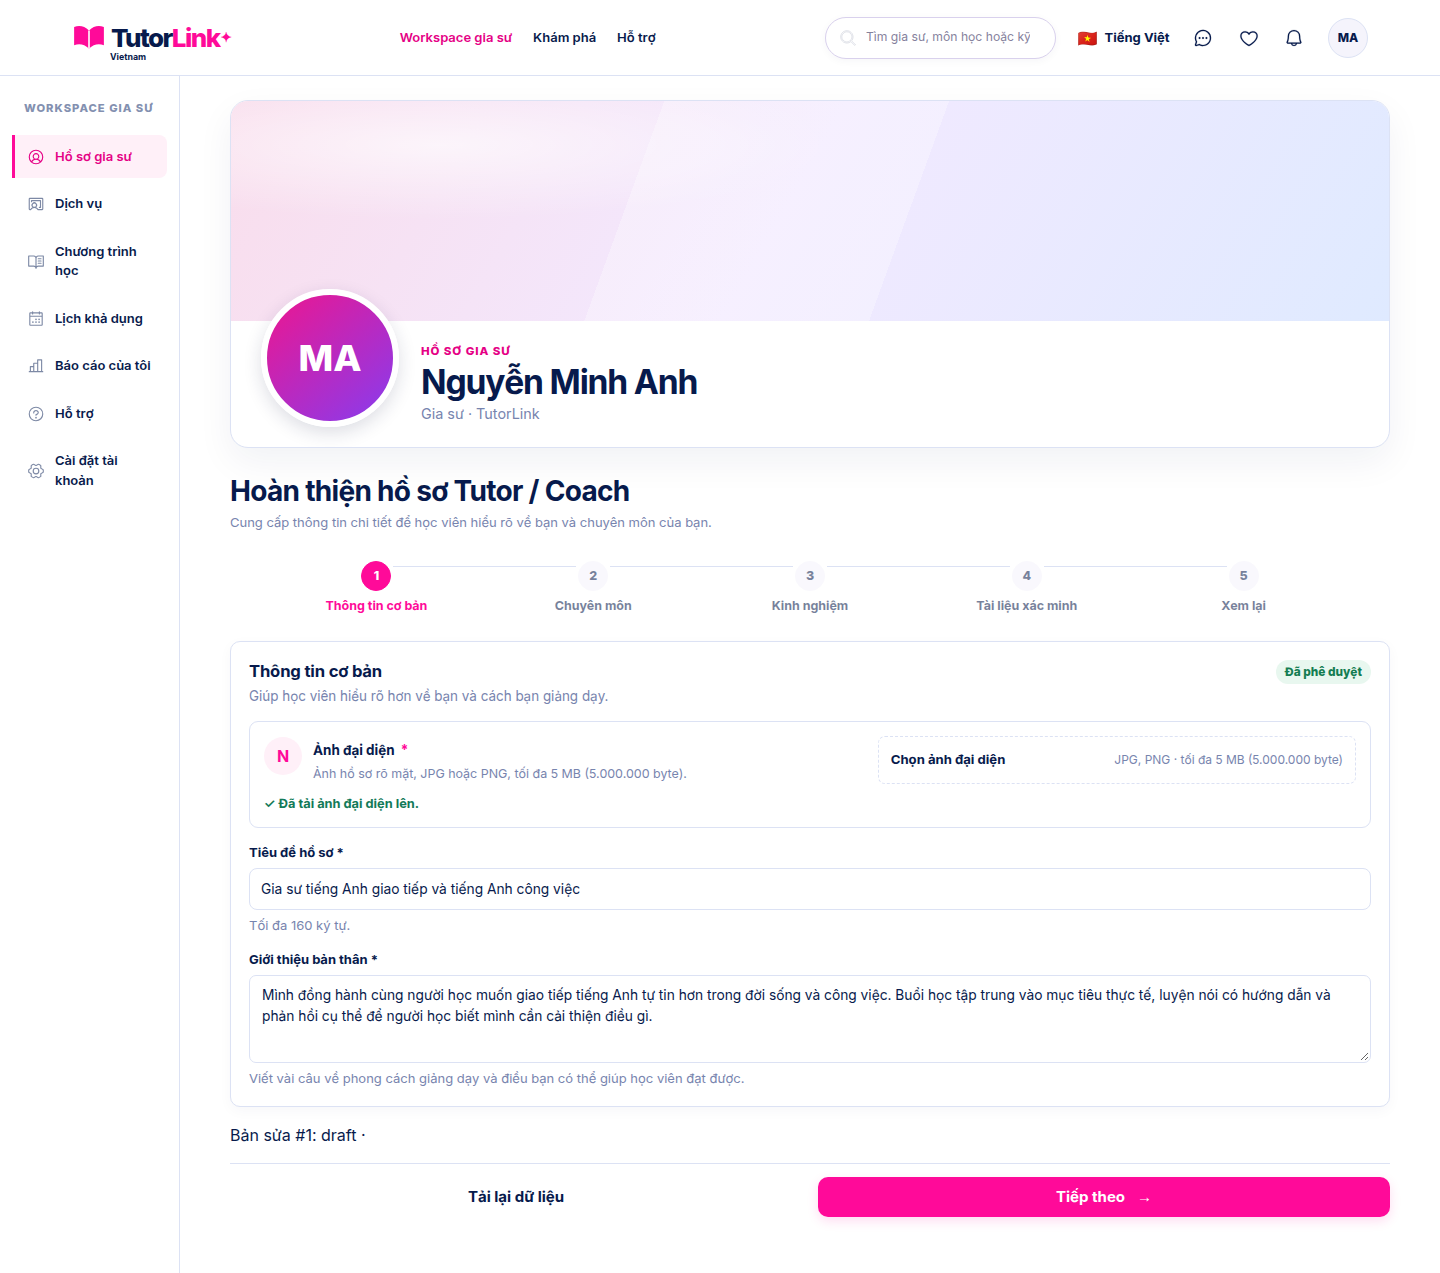 TutorLink
Vietnam
Workspace gia sư
Khám phá
Hỗ trợ
Tìm gia sư, môn học hoặc kỹ
Tiếng Việt
MA
WORKSPACE GIA SƯ
Hồ sơ gia sư
Dịch vụ
Chương trình
học
Lịch khả dụng
Báo cáo của tôi
Hỗ trợ
Cài đặt tài
khoản
MA
HỒ SƠ GIA SƯ
Nguyễn Minh Anh
Gia sư · TutorLink
Hoàn thiện hồ sơ Tutor / Coach
Cung cấp thông tin chi tiết để học viên hiểu rõ về bạn và chuyên môn của bạn.
1
2
3
4
5
Thông tin cơ bản
Chuyên môn
Kinh nghiệm
Tài liệu xác minh
Xem lại
Thông tin cơ bản
Đã phê duyệt
Giúp học viên hiểu rõ hơn về bạn và cách bạn giảng dạy.
N
Ảnh đại diện *
Ảnh hồ sơ rõ mặt, JPG hoặc PNG, tối đa 5 MB (5.000.000 byte).
Chọn ảnh đại diện
JPG, PNG · tối đa 5 MB (5.000.000 byte)
✓ Đã tải ảnh đại diện lên.
Tiêu đề hồ sơ *
Gia sư tiếng Anh giao tiếp và tiếng Anh công việc
Tối đa 160 ký tự.
Giới thiệu bản thân *
Mình đồng hành cùng người học muốn giao tiếp tiếng Anh tự tin hơn trong đời sống và công việc. Buổi học tập trung vào mục tiêu thực tế, luyện nói có hướng dẫn và
phản hồi cụ thể để người học biết mình cần cải thiện điều gì.
Viết vài câu về phong cách giảng dạy và điều bạn có thể giúp học viên đạt được.
Bản sửa #1: draft ·
Tải lại dữ liệu
Tiếp theo →